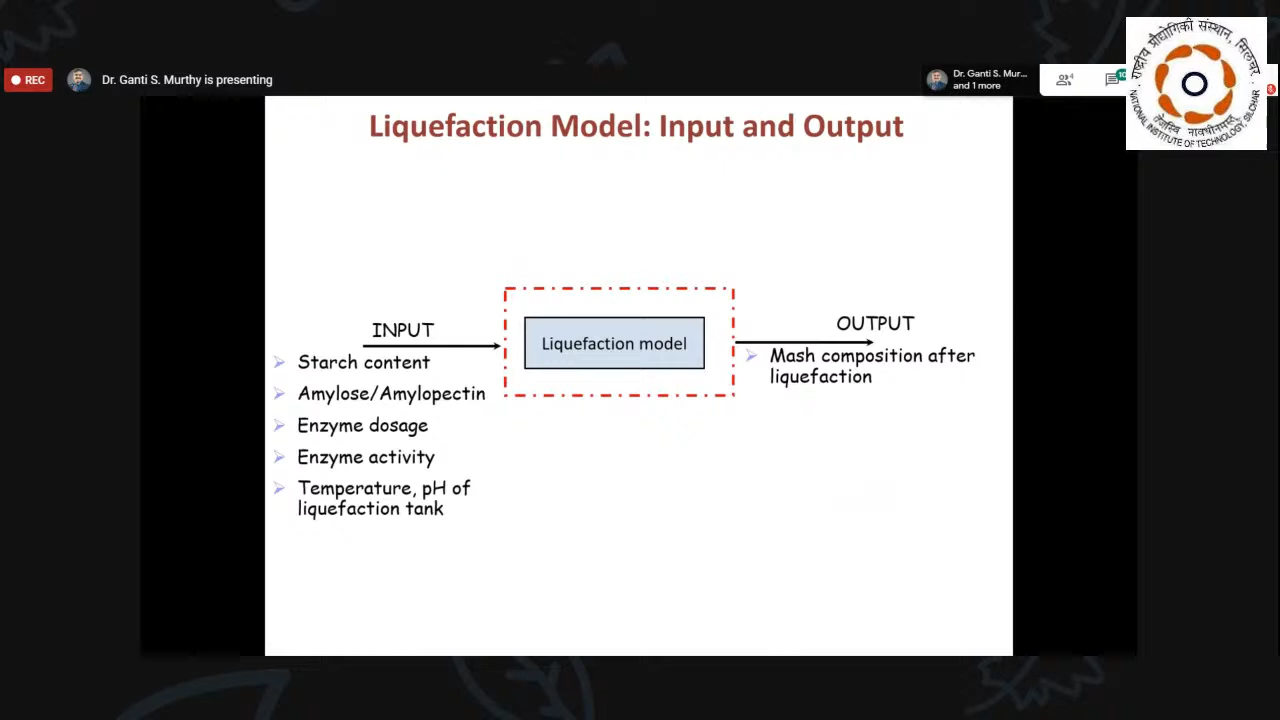 REC
Dr. Ganti S. Murthy is presenting
Dr. Ganti S. Mur...
and 1 more
राष्ट्रीय प्रौद्योगिकी संस्थान, सिलचर
NATIONAL INSTITUTE OF TECHNOLOGY, SILCHAR
Liquefaction Model: Input and Output
INPUT
Starch content
Amylose/Amylopectin
Enzyme dosage
Enzyme activity
Temperature, pH of
liquefaction tank
Liquefaction model
OUTPUT
Mash composition after
liquefaction